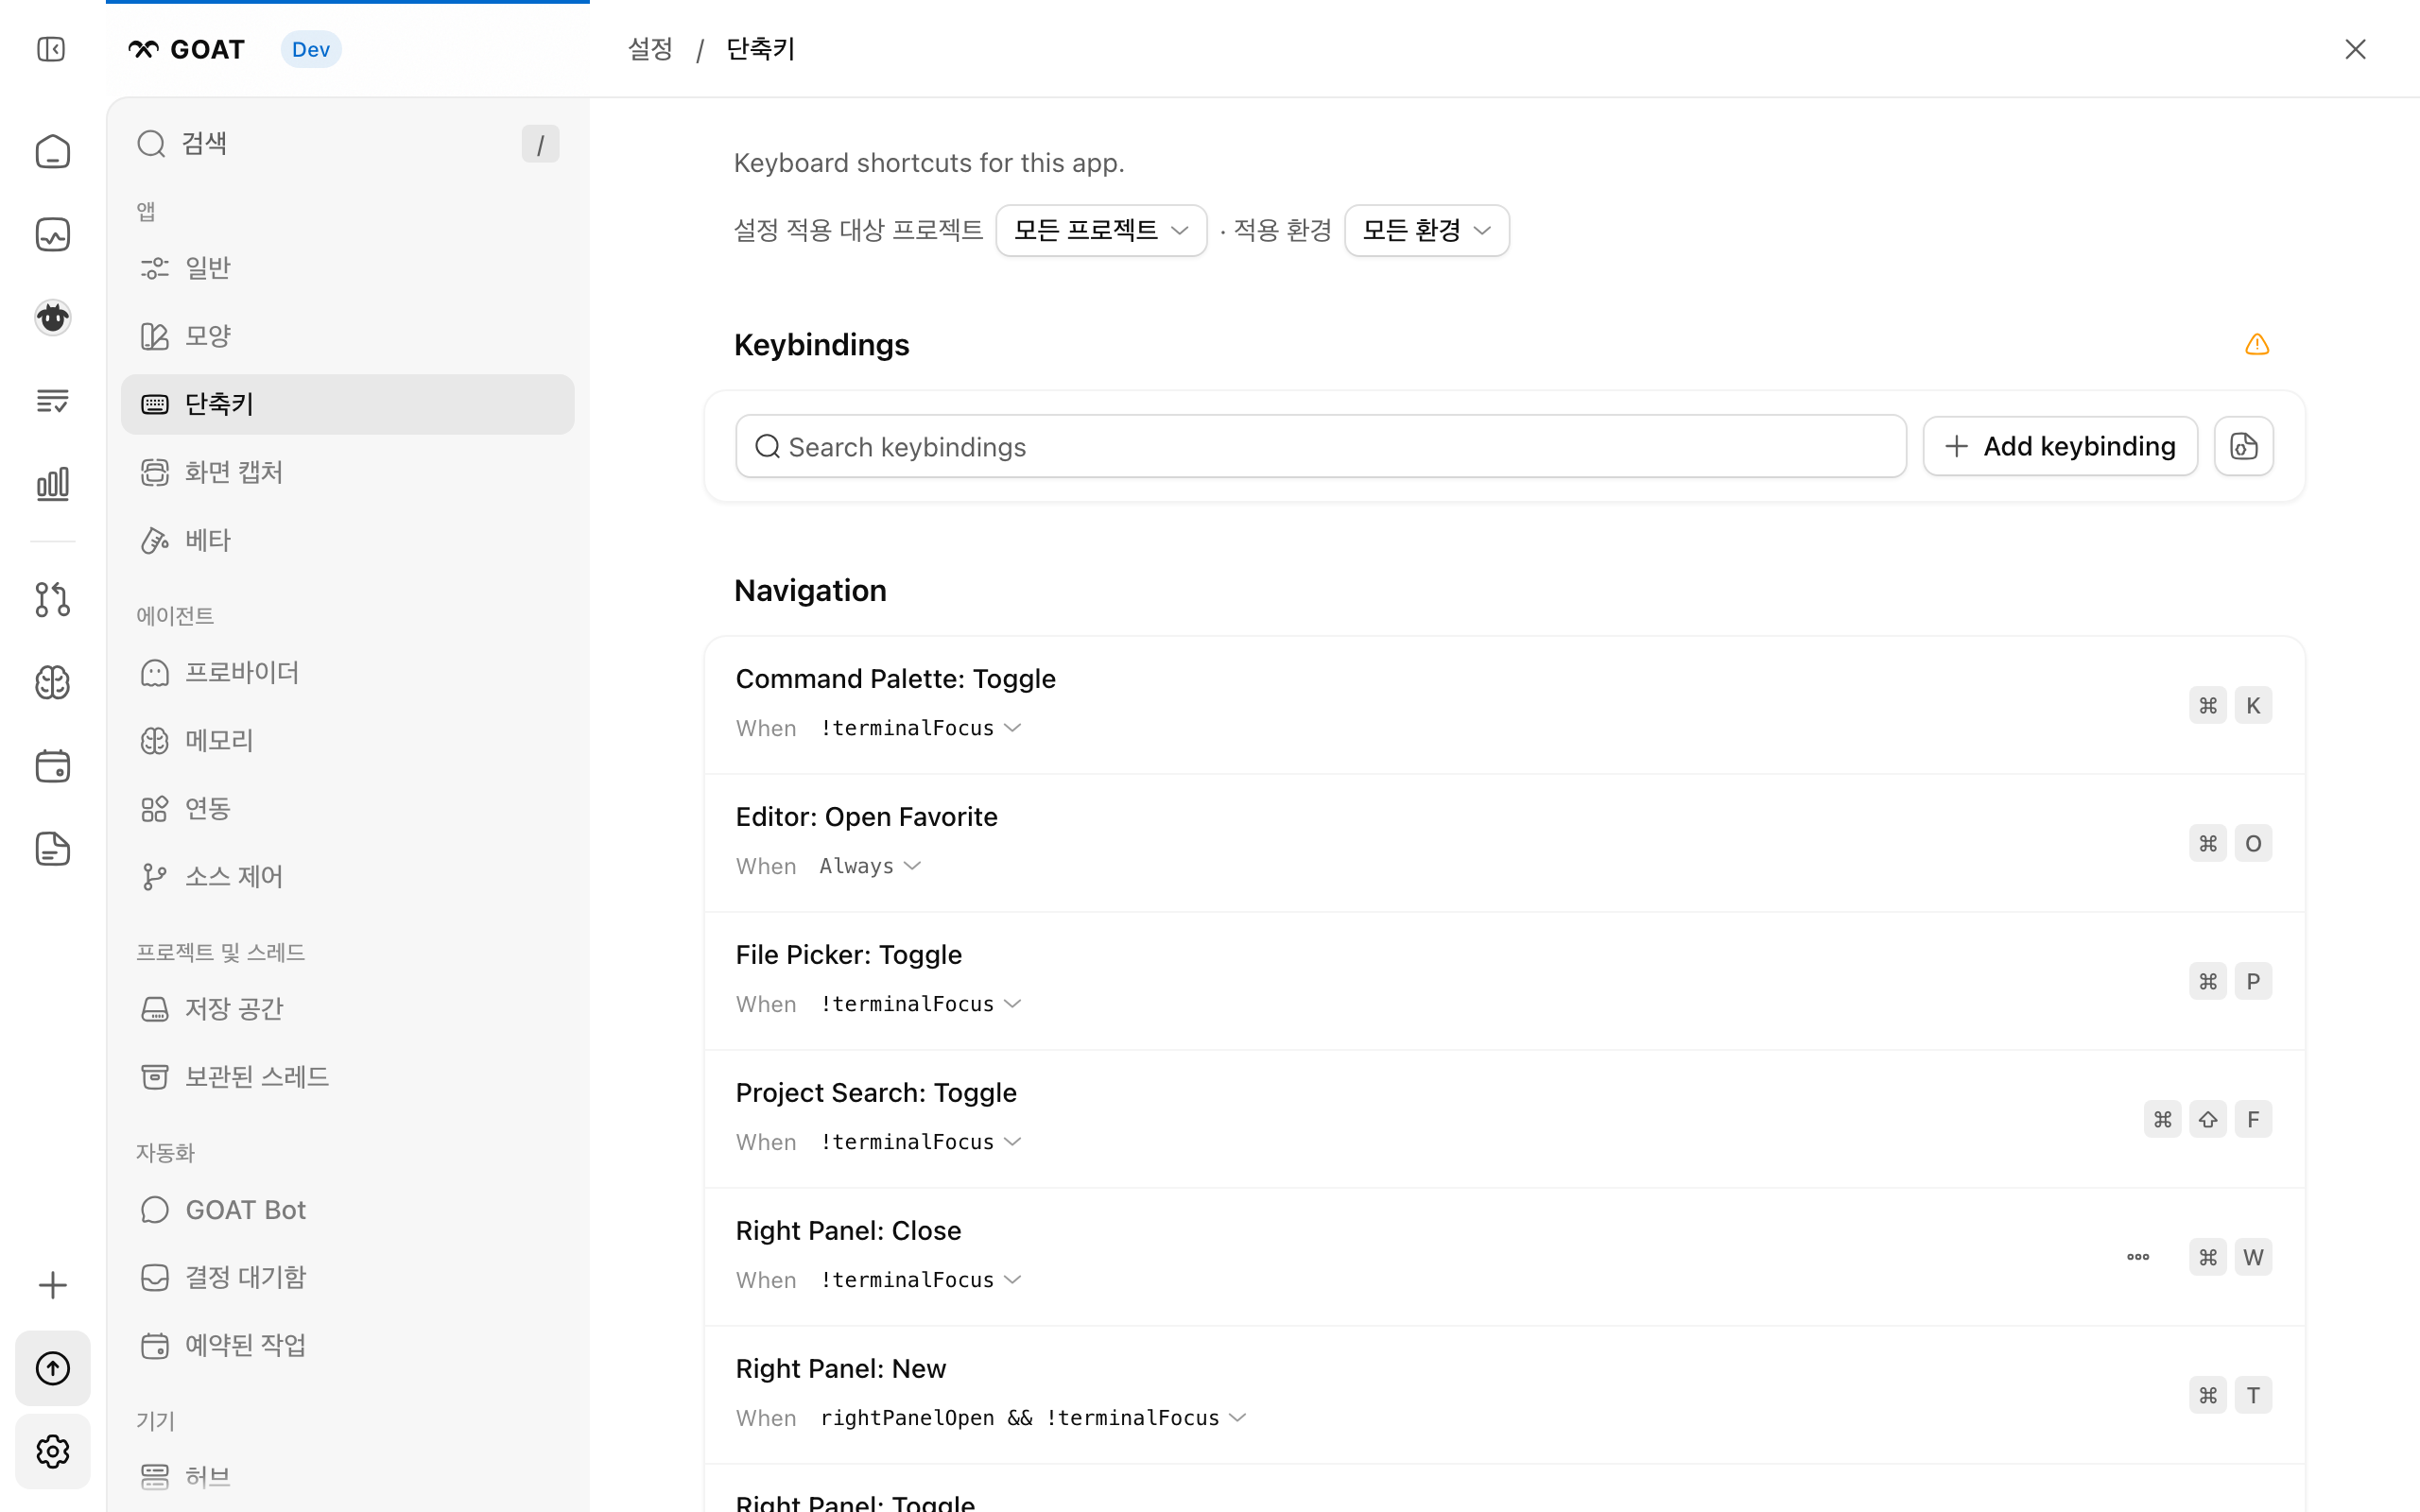 GOAT Dev
설정 / 단축키
검색 /
앱
일반
모양
단축키
화면 캡처
베타
에이전트
프로바이더
메모리
연동
소스 제어
프로젝트 및 스레드
저장 공간
보관된 스레드
자동화
GOAT Bot
결정 대기함
예약된 작업
기기
허브
Keyboard shortcuts for this app.
설정 적용 대상 프로젝트 모든 프로젝트 · 적용 환경 모든 환경
Keybindings
Search keybindings
Add keybinding
Navigation
Command Palette: Toggle
When !terminalFocus
⌘ K
Editor: Open Favorite
When Always
⌘ O
File Picker: Toggle
When !terminalFocus
⌘ P
Project Search: Toggle
When !terminalFocus
⌘ ⇧ F
Right Panel: Close
When !terminalFocus
⌘ W
Right Panel: New
When rightPanelOpen && !terminalFocus
⌘ T
Right Panel: Toggle